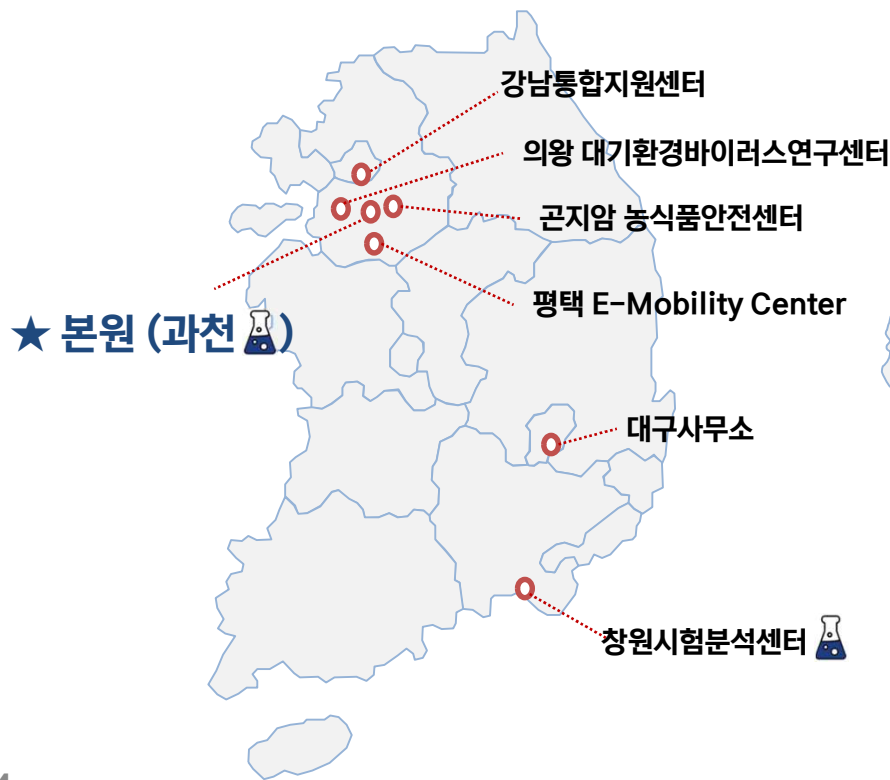 강남통합지원센터
의왕 대기환경바이러스연구센터
곤지암 농식품안전센터
평택 E-Mobility Center
★ 본원 (과천)
대구사무소
창원시험분석센터